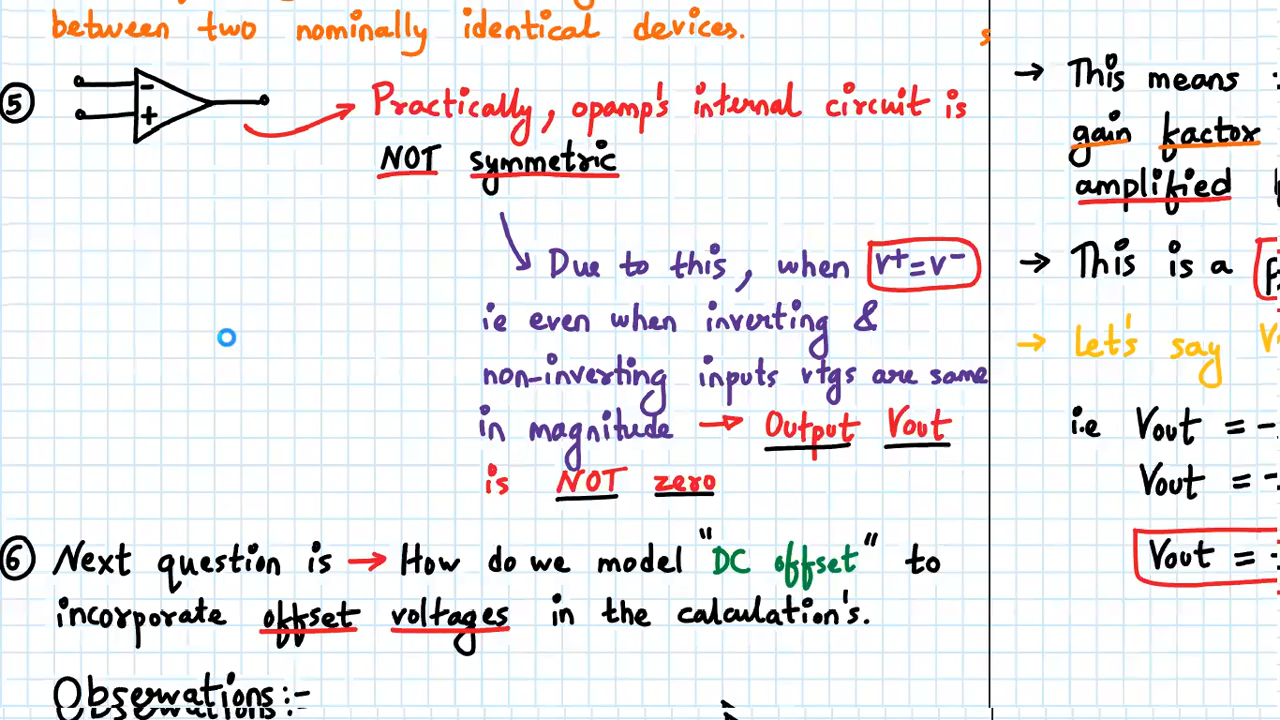 between two nominally identical devices.
⑤ - + → Practically, opamp's internal circuit is
NOT symmetric
Due to this, when V+=V-
ie even when inverting &
non-inverting inputs vtgs are same
in magnitude → Output Vout
is NOT zero
⑥ Next question is → How do we model "DC offset" to
incorporate offset voltages in the calculation's.
Observations:-
→ This means
gain factor
amplified
→ This is a
→ Let's say
i.e Vout = -
Vout = -
Vout = -